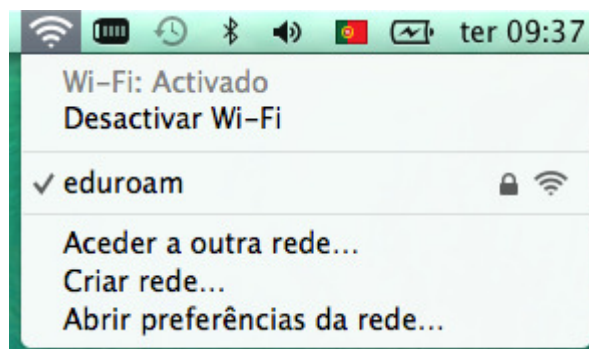 ter 09:37
Wi-Fi: Activado
Desactivar Wi-Fi
eduroam
Aceder a outra rede...
Criar rede...
Abrir preferências da rede...